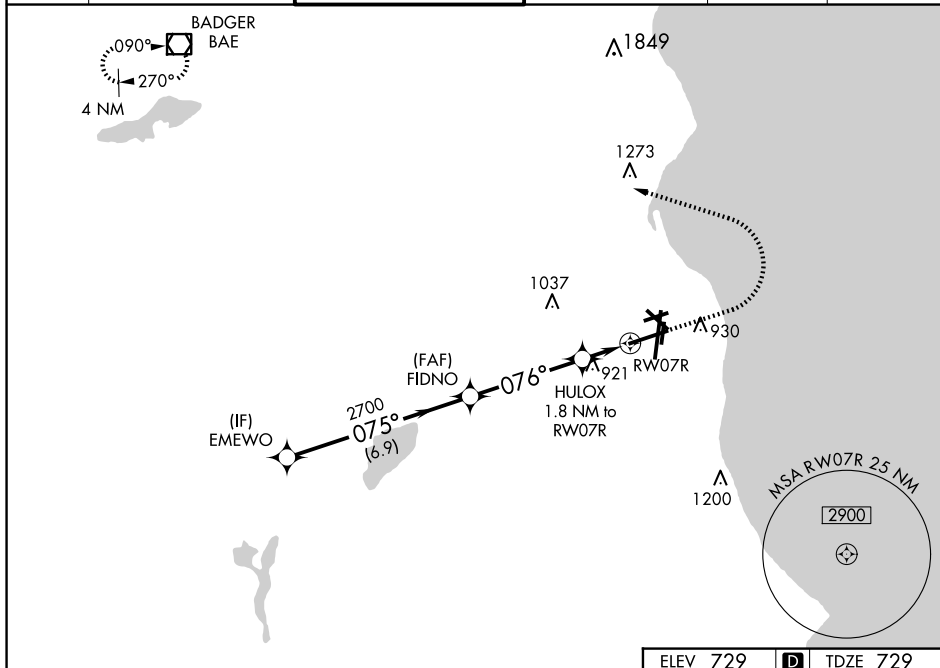 BADGER
BAE
090°
270°
4 NM
1849
1273
1037
930
(FAF)
FIDNO
076°
921
RW07R
HULOX
1.8 NM to
RW07R
(IF)
EMEWO
2700
075°
(6.9)
1200
MSA RW07R 25 NM
2900
ELEV 729 D TDZE 729